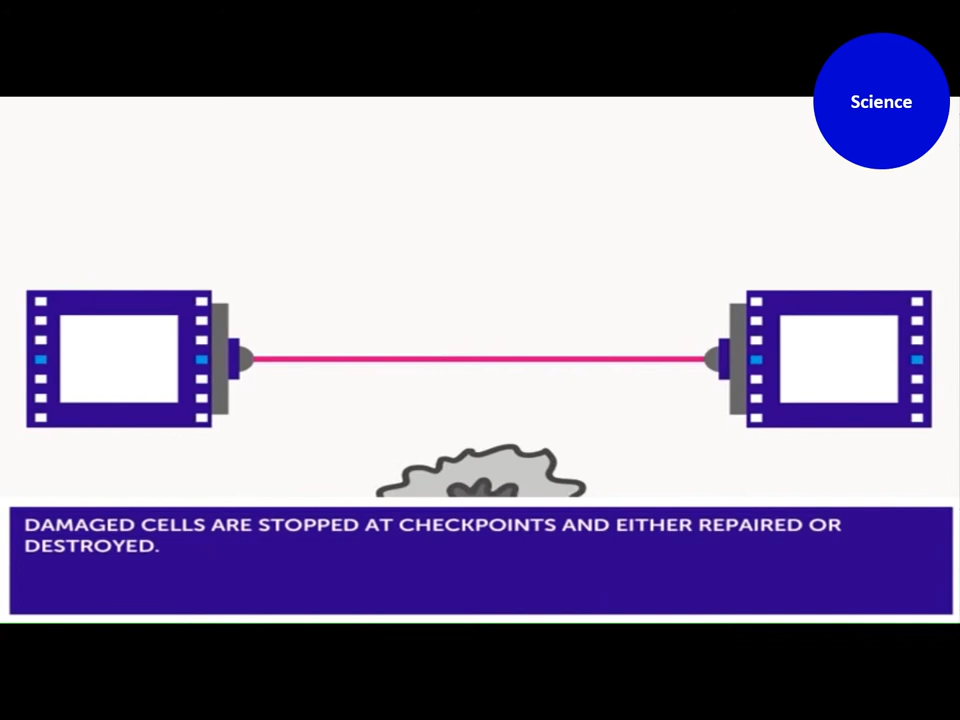 Science
DAMAGED CELLS ARE STOPPED AT CHECKPOINTS AND EITHER REPAIRED OR
DESTROYED.